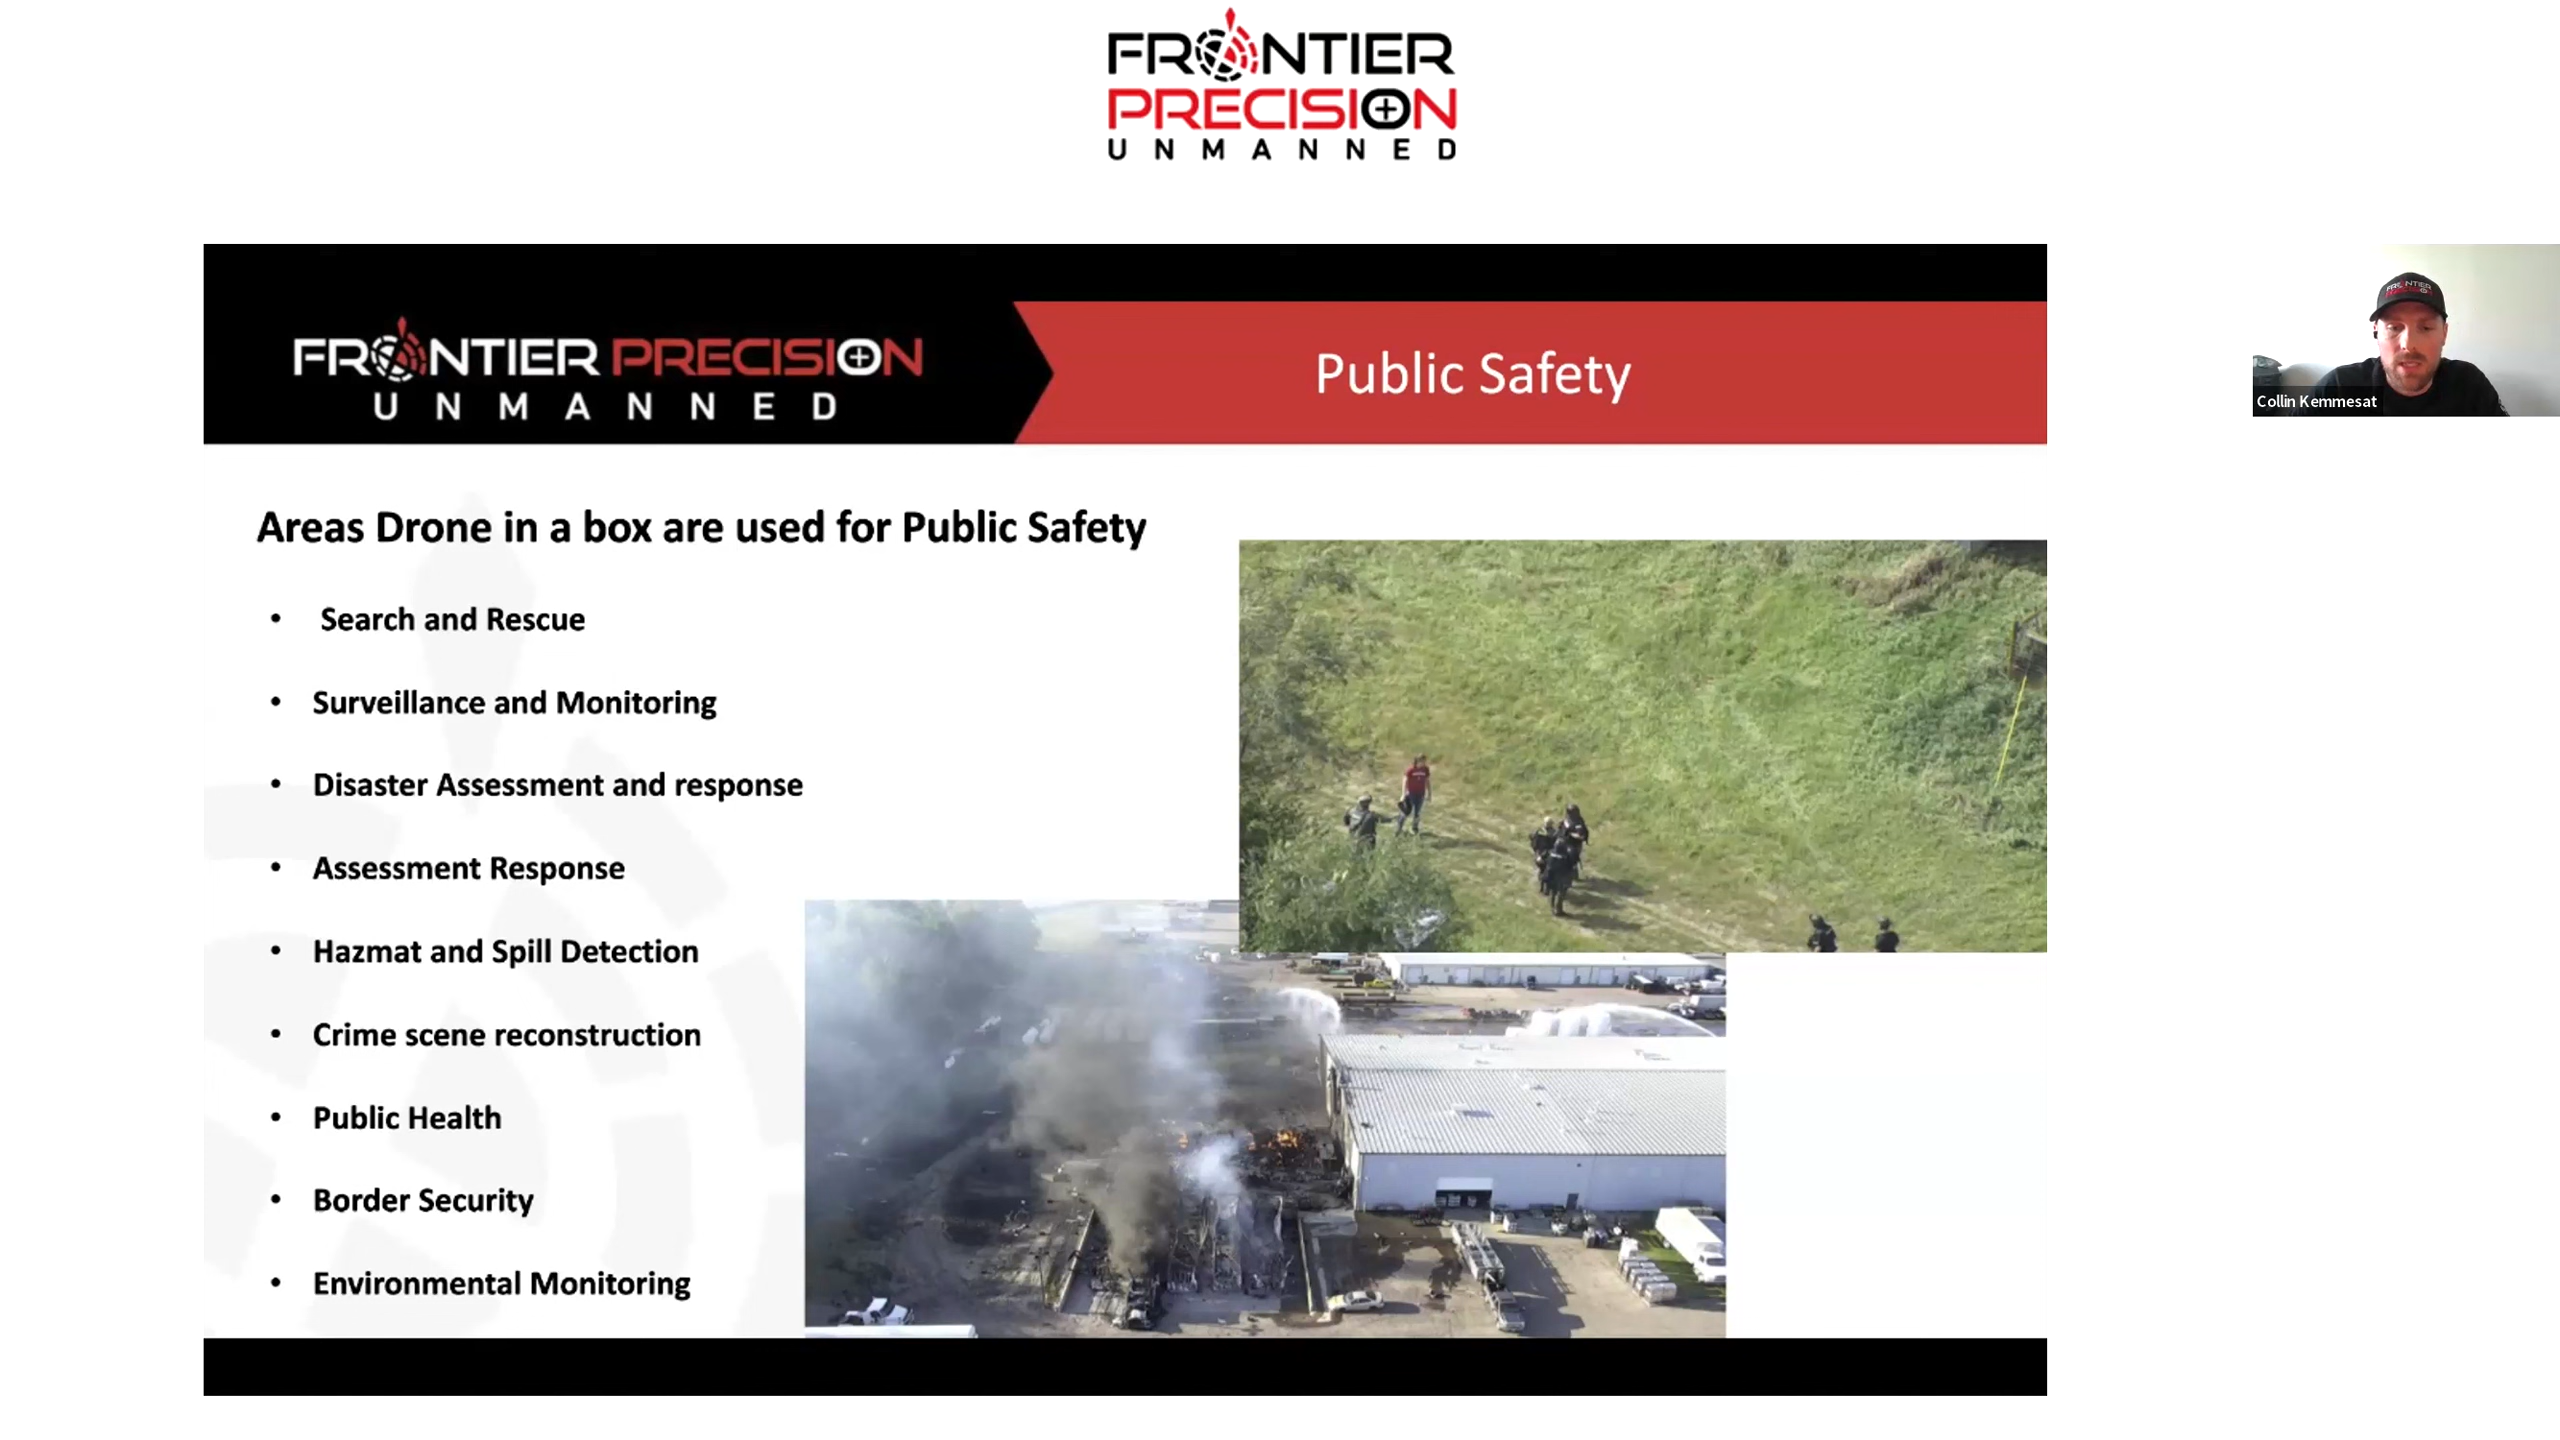 FRONTIER
PRECISION
UNMANNED
FRONTIER PRECISION
UNMANNED
Public Safety
FRONTIER
Collin Kemmesat
Areas Drone in a box are used for Public Safety
• Search and Rescue
• Surveillance and Monitoring
• Disaster Assessment and response
• Assessment Response
• Hazmat and Spill Detection
• Crime scene reconstruction
• Public Health
• Border Security
• Environmental Monitoring